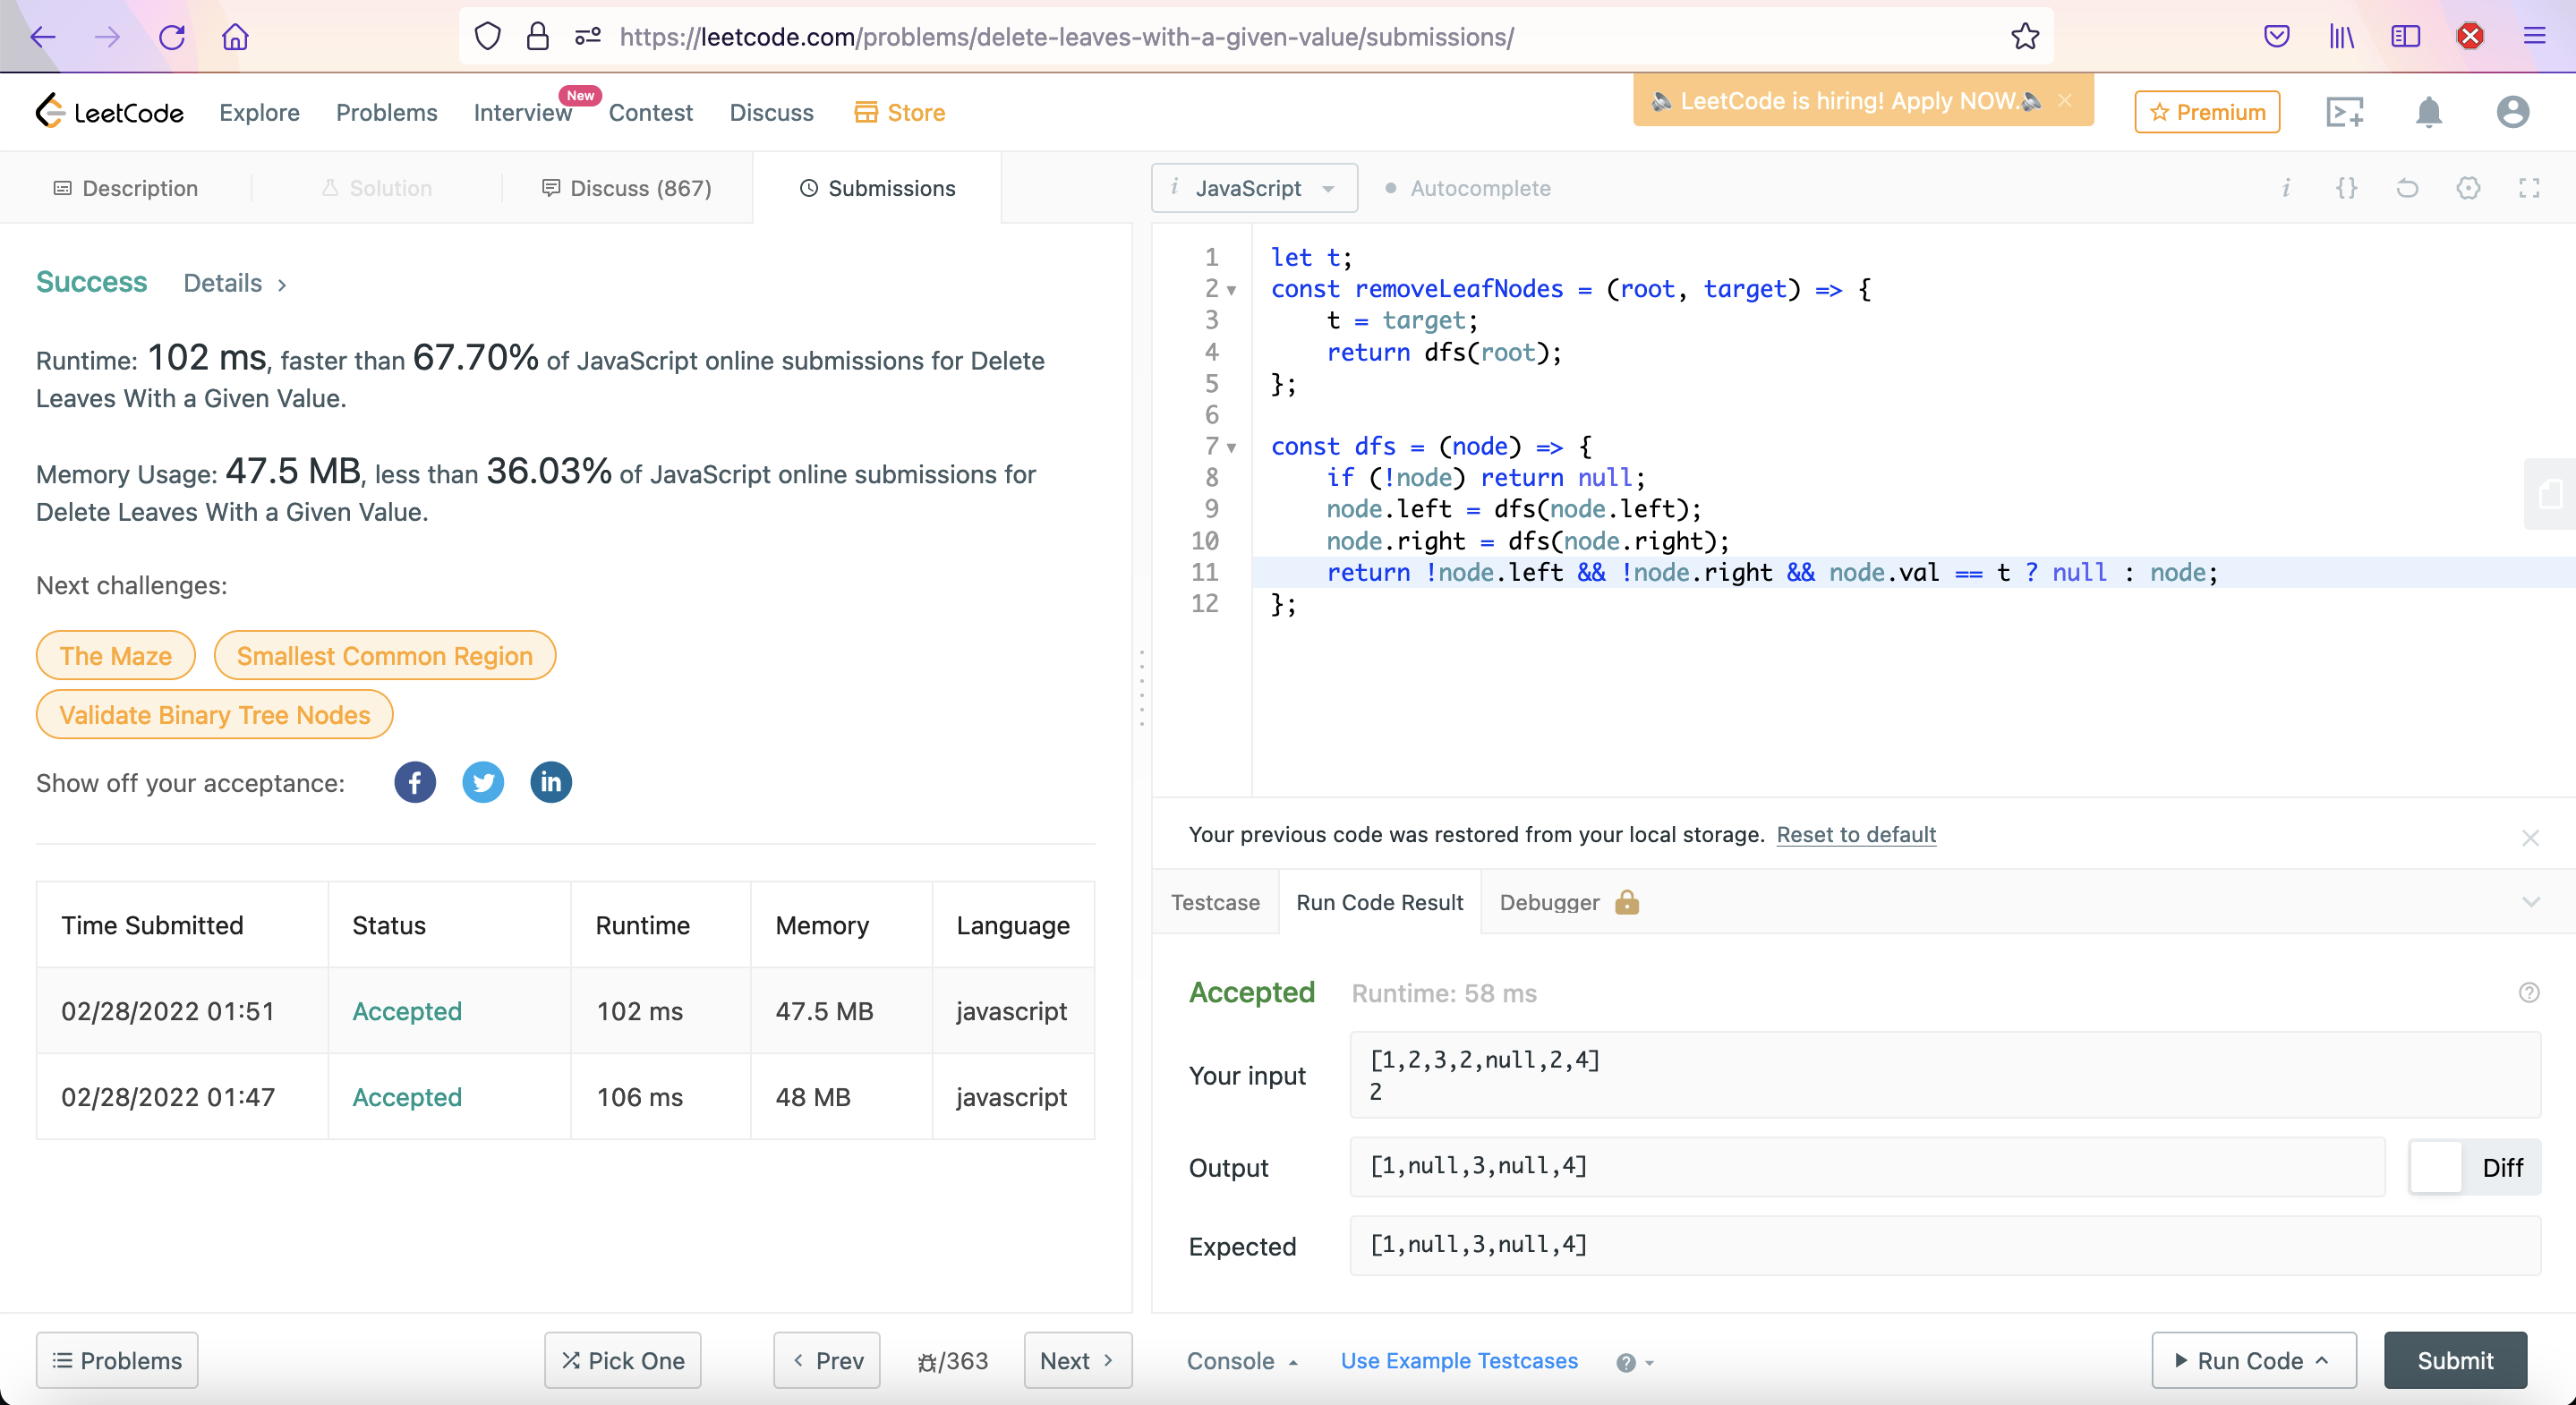 https://leetcode.com/problems/delete-leaves-with-a-given-value/submissions/
LeetCode
Explore
Problems
Interview
New
Contest
Discuss
Store
LeetCode is hiring! Apply NOW.
Premium
Description
Solution
Discuss (867)
Submissions
i JavaScript
Autocomplete
Success
Details >
Runtime: 102 ms, faster than 67.70% of JavaScript online submissions for Delete
Leaves With a Given Value.
Memory Usage: 47.5 MB, less than 36.03% of JavaScript online submissions for
Delete Leaves With a Given Value.
Next challenges:
The Maze
Smallest Common Region
Validate Binary Tree Nodes
Show off your acceptance:
Time Submitted Status Runtime Memory Language
02/28/2022 01:51 Accepted 102 ms 47.5 MB javascript
02/28/2022 01:47 Accepted 106 ms 48 MB javascript
1 let t;
2 const removeLeafNodes = (root, target) => {
3 t = target;
4 return dfs(root);
5 };
6
7 const dfs = (node) => {
8 if (!node) return null;
9 node.left = dfs(node.left);
10 node.right = dfs(node.right);
11 return !node.left && !node.right && node.val == t ? null : node;
12 };
Your previous code was restored from your local storage. Reset to default
Testcase
Run Code Result
Debugger
Accepted
Runtime: 58 ms
Your input
[1,2,3,2,null,2,4]
2
Output
[1,null,3,null,4]
Diff
Expected
[1,null,3,null,4]
Problems
Pick One
< Prev
/363
Next >
Console
Use Example Testcases
Run Code
Submit